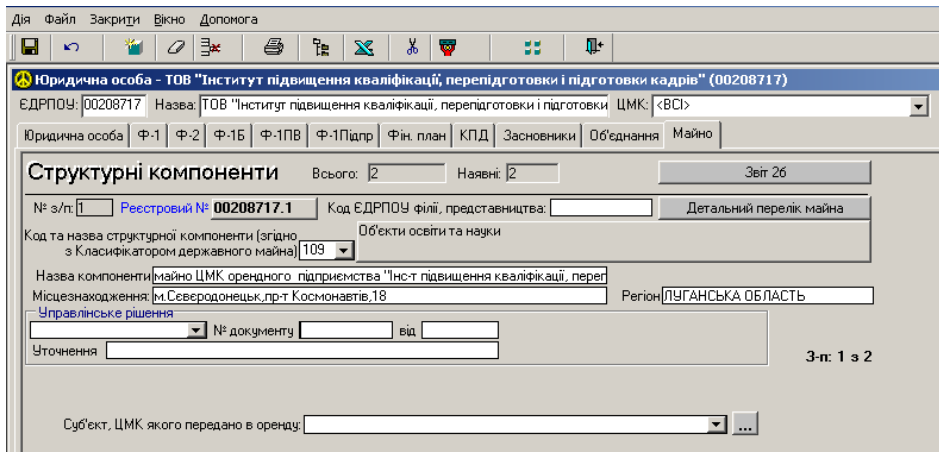 Дія Файл Закрити Вікно Допомога
Юридична особа - ТОВ "Інститут підвищення кваліфікації, перепідготовки і підготовки кадрів" (00208717)
ЄДРПОУ: 00208717 Назва: ТОВ "Інститут підвищення кваліфікації, перепідготовки і підготовки ЦМК: <ВСІ>
Юридична особа Ф-1 Ф-2 Ф-1Б Ф-1ПВ Ф-1Підпр Фін. план КПД Засновники Об'єднання Майно
Структурні компоненти Всього: 2 Наявні: 2 Звіт 2б
№ з/п: 1 Реєстровий № 00208717.1 Код ЄДРПОУ філії, представництва: Детальний перелік майна
Код та назва структурної компоненти (згідно
з Класифікатором державного майна) 109 Об'єкти освіти та науки
Назва компоненти майно ЦМК орендного підприємства "Інс-т підвищення кваліфікації, переп
Місцезнаходження: м.Сєвєродонецьк,пр-т Космонавтів,18 Регіон ЛУГАНСЬКА ОБЛАСТЬ
Управлінське рішення
№ документу від
Уточнення
З-п: 1 з 2
Суб'єкт, ЦМК якого передано в оренду: ...